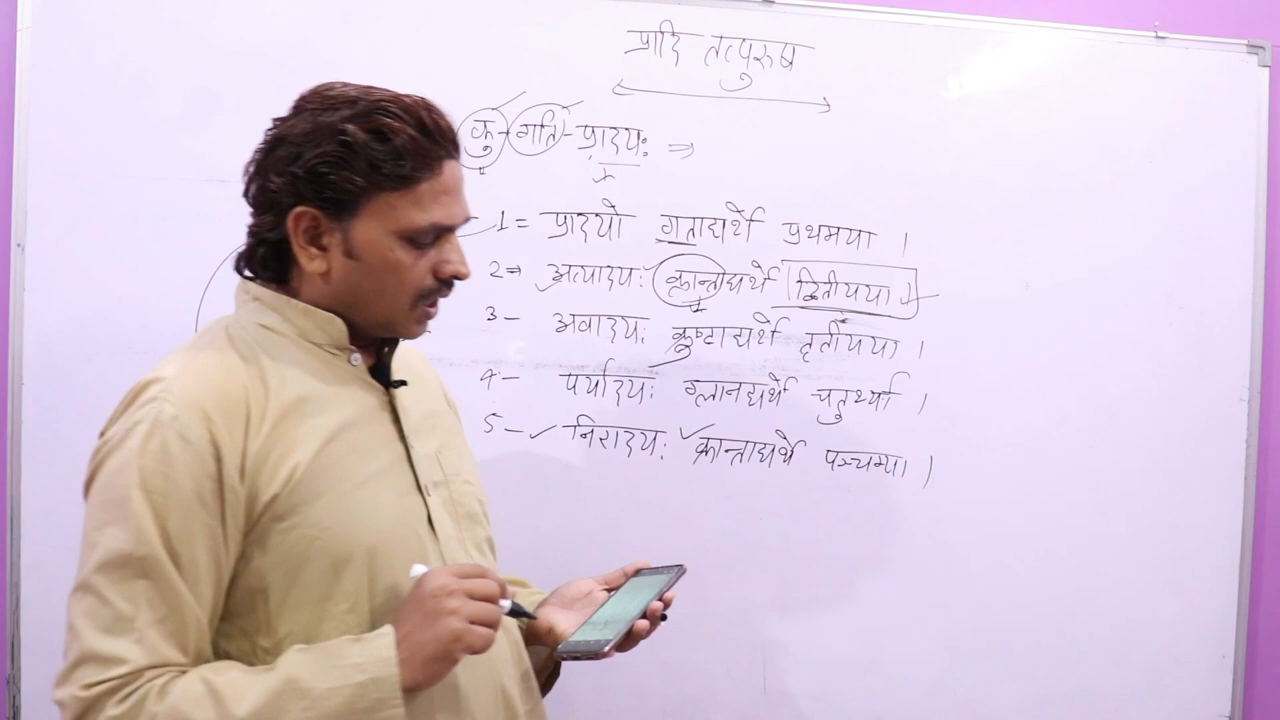 प्रादि तत्पुरुष
कु-गति-प्रादयः ⇒
1= प्रादयो गताद्यर्थे प्रथमया ।
2⇒ अत्यादयः क्रान्ताद्यर्थे द्वितीयया ।
3- अवादयः क्रुष्टाद्यर्थे तृतीयया ।
4- पर्यादयः ग्लानद्यर्थे चतुर्थ्या ।
5- निरादयः क्रान्ताद्यर्थे पञ्चम्या ।